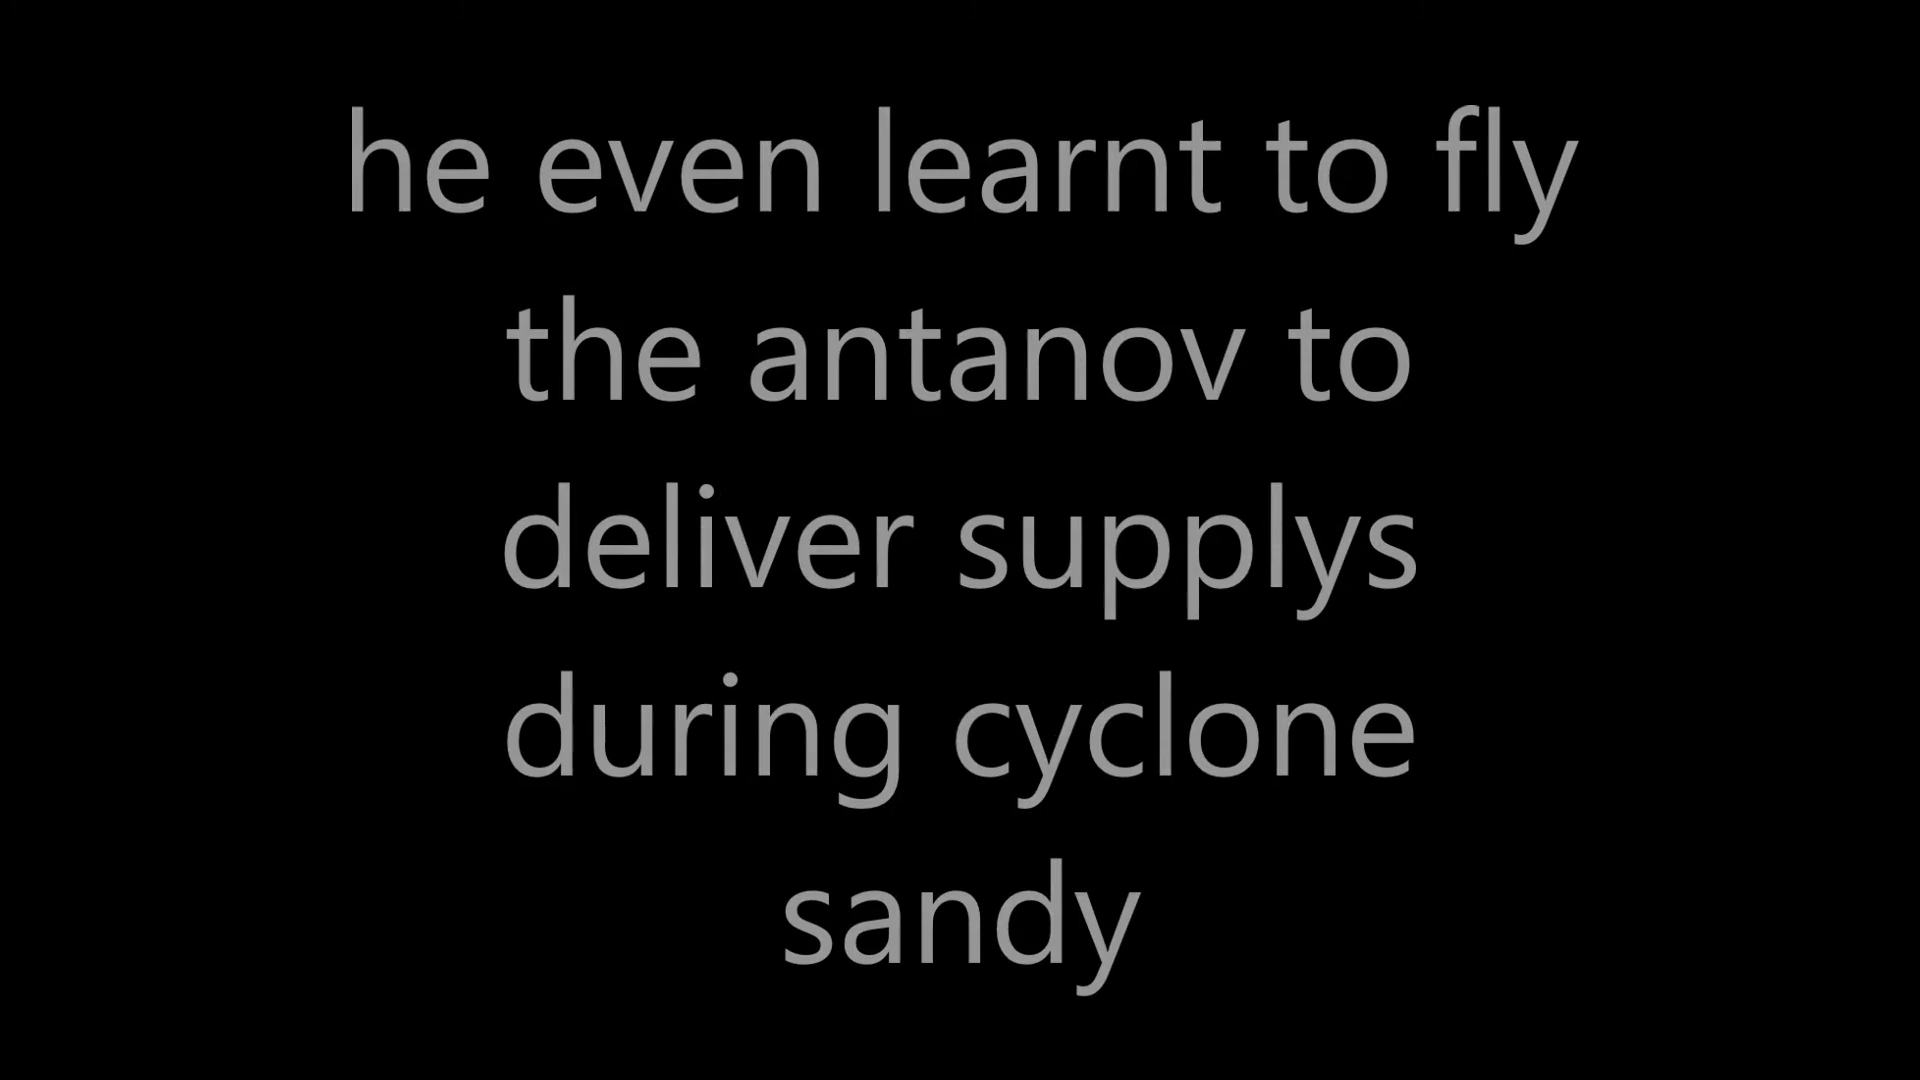 he even learnt to fly
the antanov to
deliver supplys
during cyclone
sandy